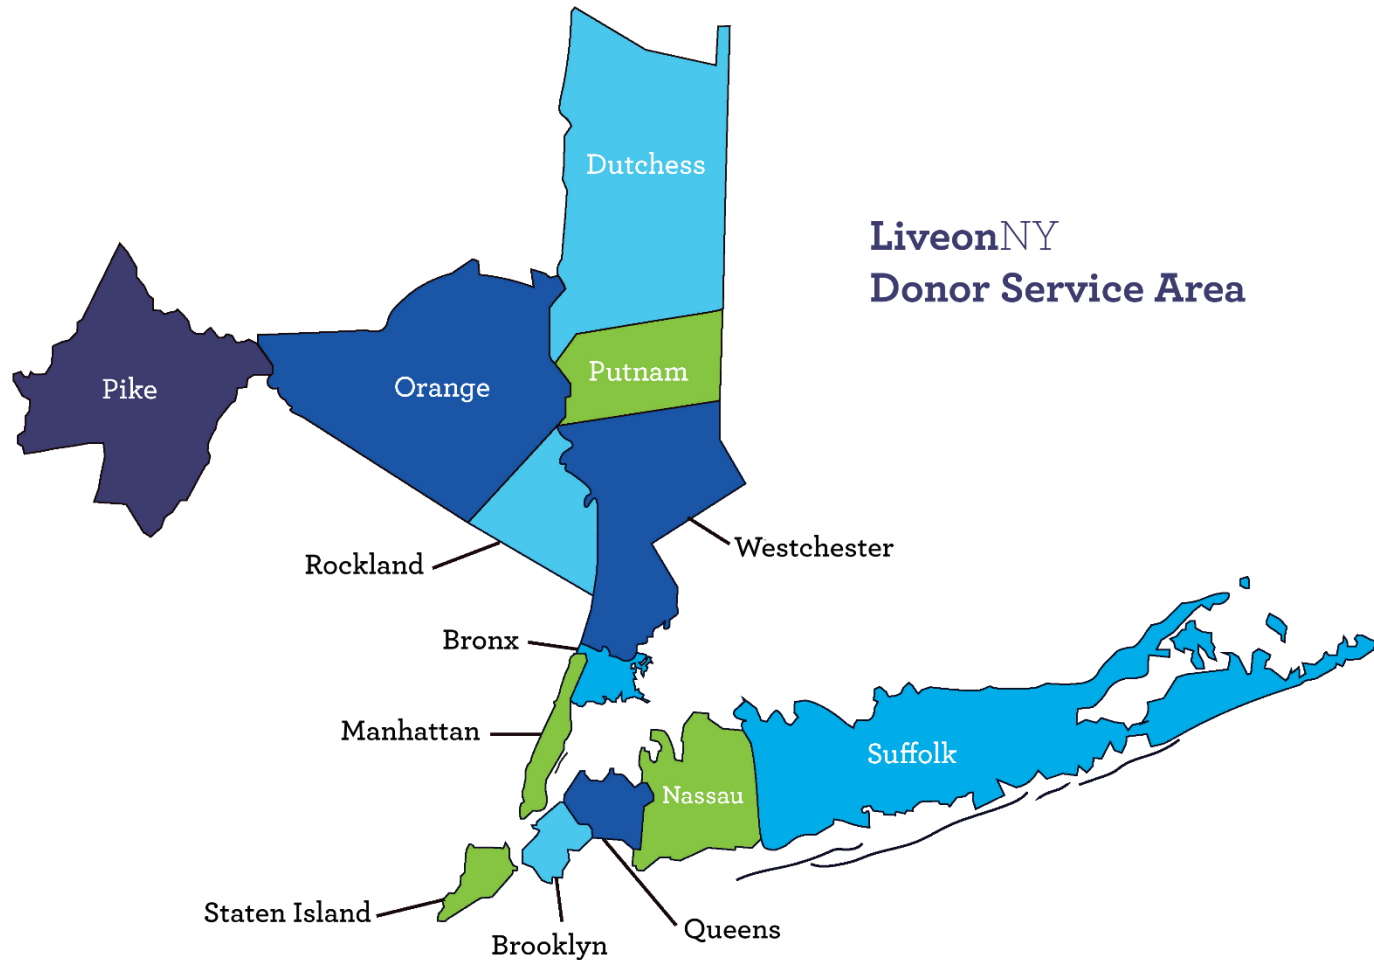 Dutchess
LiveonNY
Donor Service Area
Pike
Orange
Putnam
Rockland
Westchester
Bronx
Manhattan
Suffolk
Nassau
Staten Island
Queens
Brooklyn